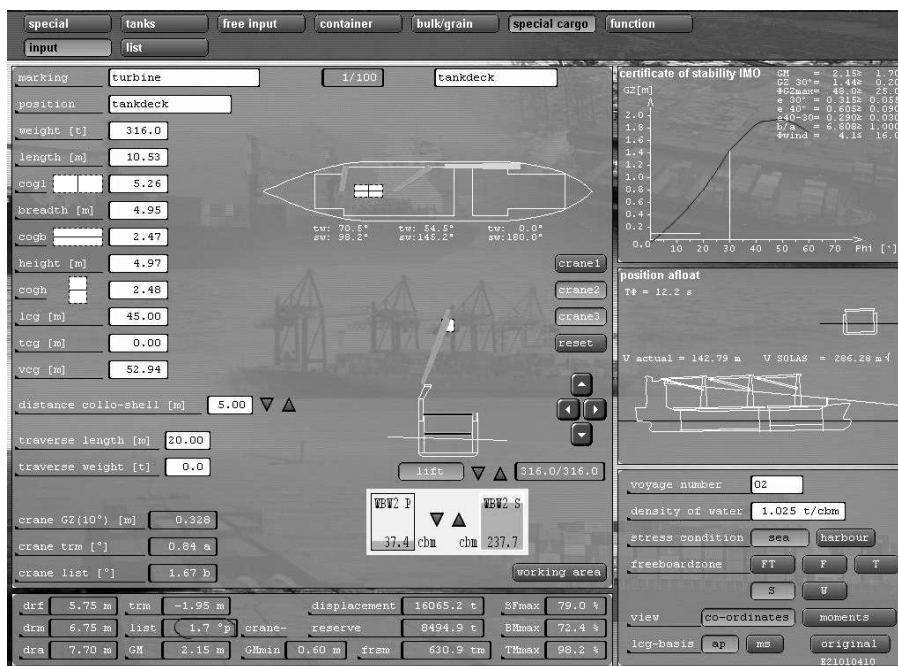 special tanks free input container bulk/grain special cargo function
input list
marking turbine 1/100 tankdeck
position tankdeck
weight [t] 316.0
length [m] 10.53
cogl 5.26
breadth [m] 4.95
cogb 2.47
height [m] 4.97
cogh 2.48
lcg [m] 45.00
tcg [m] 0.00
vcg [m] 52.94
distance collo-shell [m] 5.00
traverse length [m] 20.00
traverse weight [t] 0.0
crane GZ(10°) [m] 0.328
crane trm [°] 0.84 a
crane list [°] 1.67 b
tw: 70.5° tw: 54.5° tw: 0.0°
sw: 98.2° sw:145.2° sw:180.0°
crane1
crane2
crane3
reset
lift 316.0/316.0
WBW2 P WBW2 S
37.4 cbm cbm 237.7
working area
drf 5.75 m trm -1.95 m displacement 16065.2 t SFmax 79.0 %
drm 6.75 m list 1.7 °p crane- reserve 8494.9 t BMmax 72.4 %
dra 7.70 m GM 2.15 m GMmin 0.60 m frsm 630.9 tm TMmax 98.2 %
certificate of stability IMO
GM = 2.15≥ 1.70
GZ 30° = 1.44≥ 0.20
ΦGZmax= 48.0≥ 25.0
e 30° = 0.315≥ 0.055
e 40° = 0.605≥ 0.090
e40-30= 0.290≥ 0.030
b/a = 6.808≥ 1.000
Φwind = 4.1≤ 16.0
GZ[m]
2.0
1.8
1.6
1.4
1.2
1.0
0.8
0.6
0.4
0.2
0.0
10 20 30 40 50 60 70 Phi [°]
position afloat
TΦ = 12.2 s
V actual = 142.79 m V SOLAS = 286.28 m √
voyage number 02
density of water 1.025 t/cbm
stress condition sea harbour
freeboardzone FT F T
S W
view co-ordinates moments
lcg-basis ap ms original
E21010410